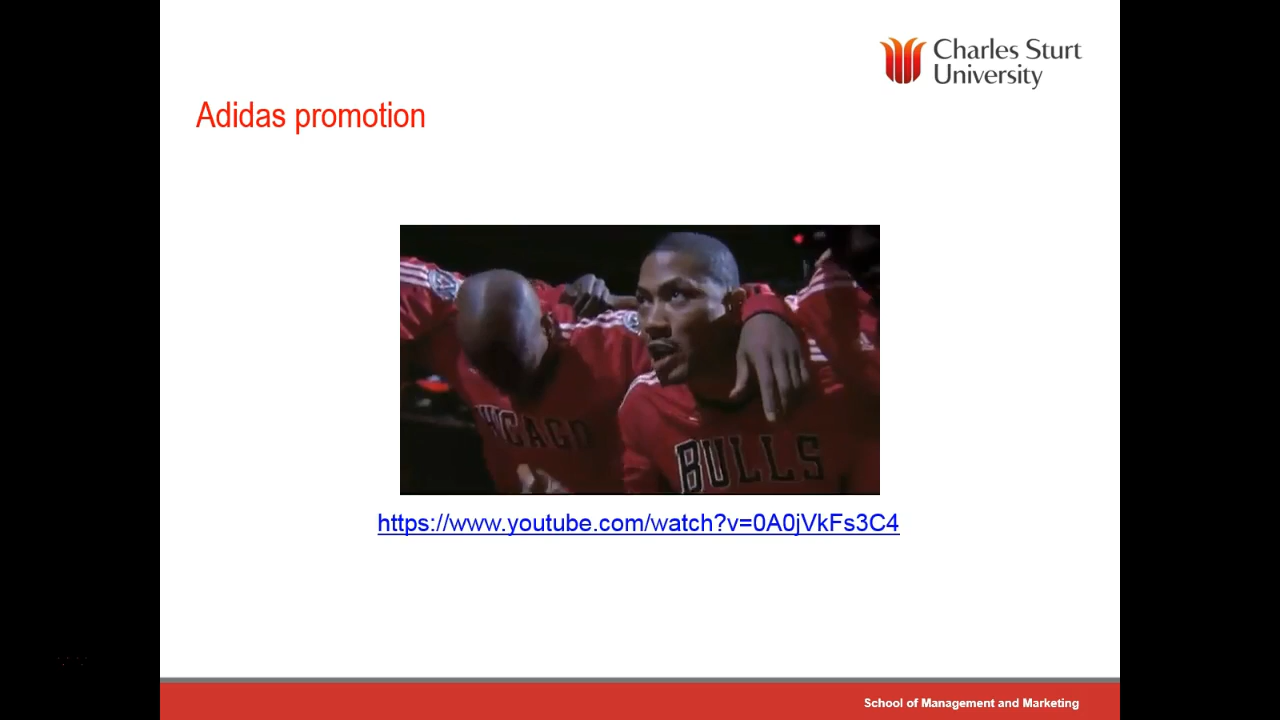 Charles Sturt
University
Adidas promotion
CHICAGO
BULLS
https://www.youtube.com/watch?v=0A0jVkFs3C4
School of Management and Marketing